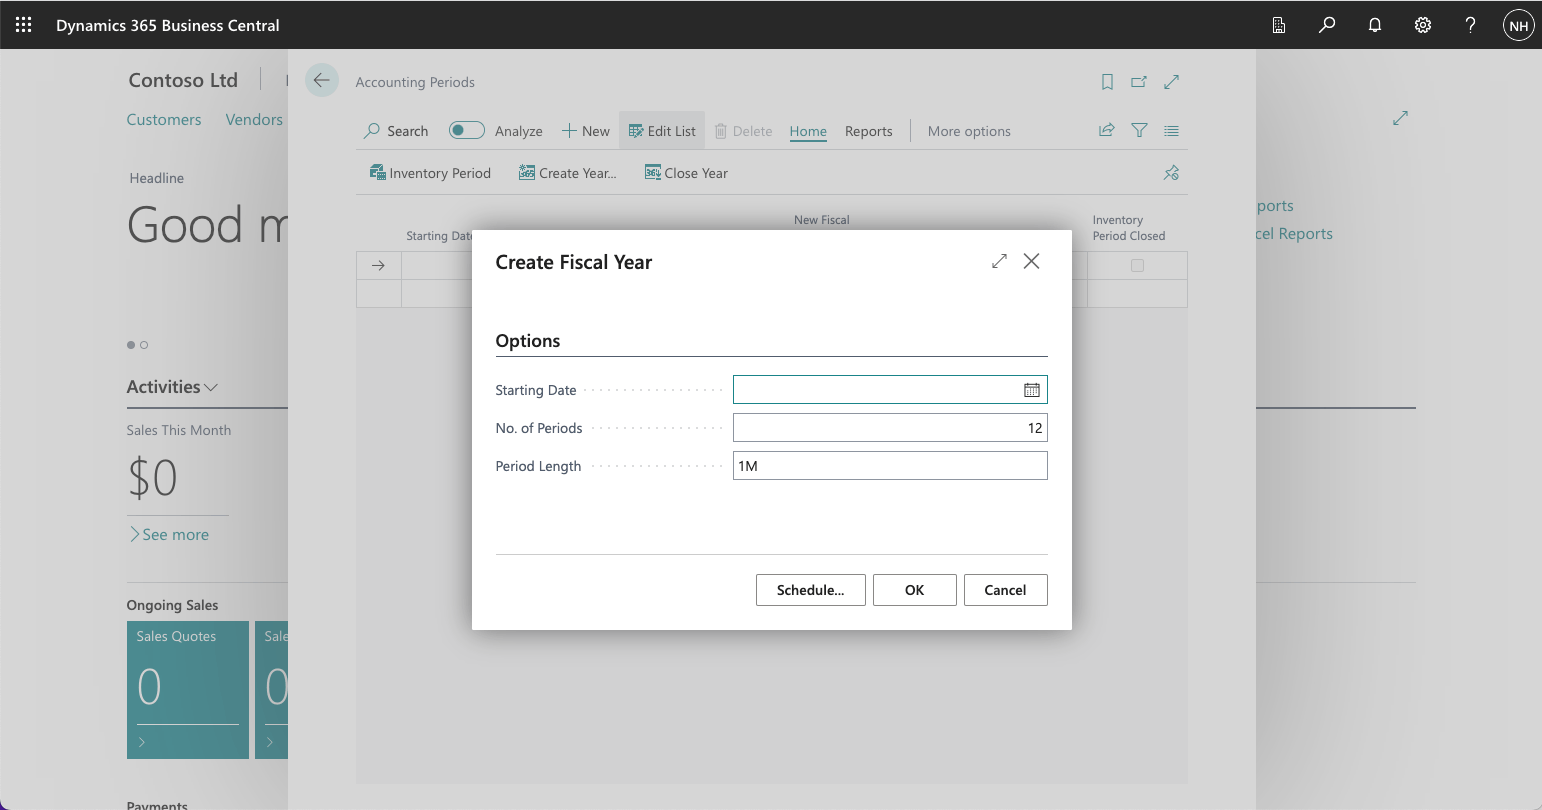 Dynamics 365 Business Central
NH
Contoso Ltd
Customers Vendors
Headline
Good
Activities
Sales This Month
$0
See more
Ongoing Sales
Sales Quotes
0
Sale
0
Payments
Accounting Periods
Search Analyze New Edit List Delete Home Reports More options
Inventory Period Create Year... Close Year
New Fiscal
Inventory
Starting Dat
Period Closed
ports
cel Reports
Create Fiscal Year
Options
Starting Date
No. of Periods 12
Period Length 1M
Schedule... OK Cancel